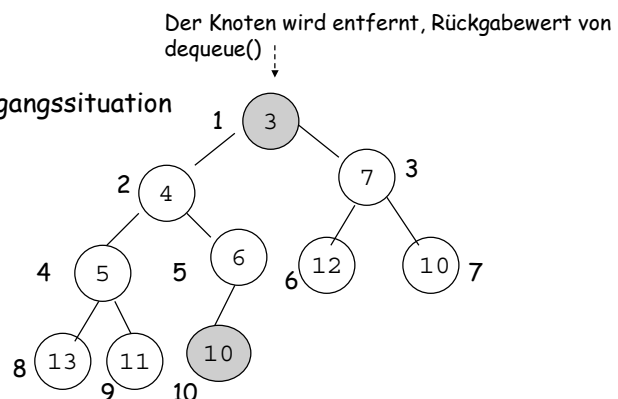 Der Knoten wird entfernt, Rückgabewert von
dequeue()
gangssituation
1 3
2 4 7 3
4 5 5 6 6 12 10 7
8 13 11 10
9 10